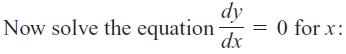 Now solve the equation dy/dx = 0 for x: